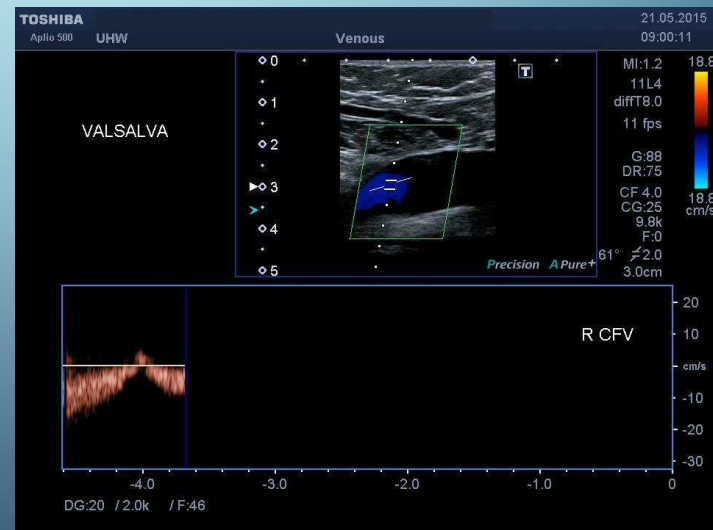 TOSHIBA
21.05.2015
Aplio 500 UHW Venous 09:00:11
VALSALVA
0
1
2
3
4
5
T
MI:1.2
11L4
diffT8.0
11 fps
G:88
DR:75
CF 4.0
CG:25
9.8k
F:0
61° 2.0
3.0cm
18.8
18.8
cm/s
Precision APure+
R CFV
20
10
cm/s
-10
-20
-30
-4.0 -3.0 -2.0 -1.0 0
DG:20 / 2.0k / F:46